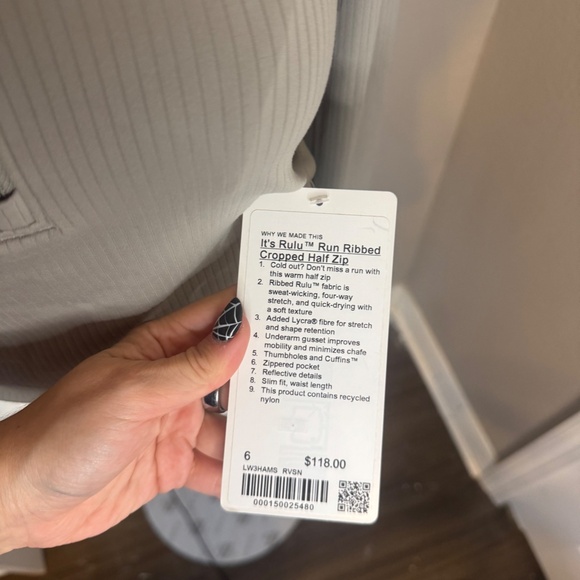 WHY WE MADE THIS
It's Rulu™ Run Ribbed
Cropped Half Zip
1. Cold out? Don't miss a run with
this warm half zip
2. Ribbed Rulu™ fabric is
sweat-wicking, four-way
stretch, and quick-drying with
a soft texture
3. Added Lycra® fibre for stretch
and shape retention
4. Underarm gusset improves
mobility and minimizes chafe
5. Thumbholes and Cuffins™
6. Zippered pocket
7. Reflective details
8. Slim fit, waist length
9. This product contains recycled
nylon
6 $118.00
LW3HAMS RVSN
000150025480